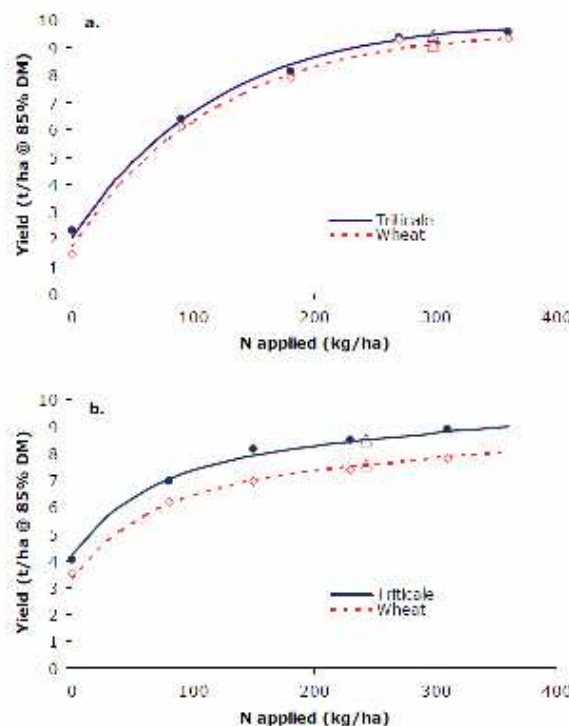 a.
Yield (t/ha @ 85% DM)
10
9
8
7
6
5
4
3
2
1
0
Triticale
Wheat
0 100 200 300 400
N applied (kg/ha)
b.
Yield (t/ha @ 85% DM)
10
9
8
7
6
5
4
3
2
1
0
Triticale
Wheat
0 100 200 300 400
N applied (kg/ha)